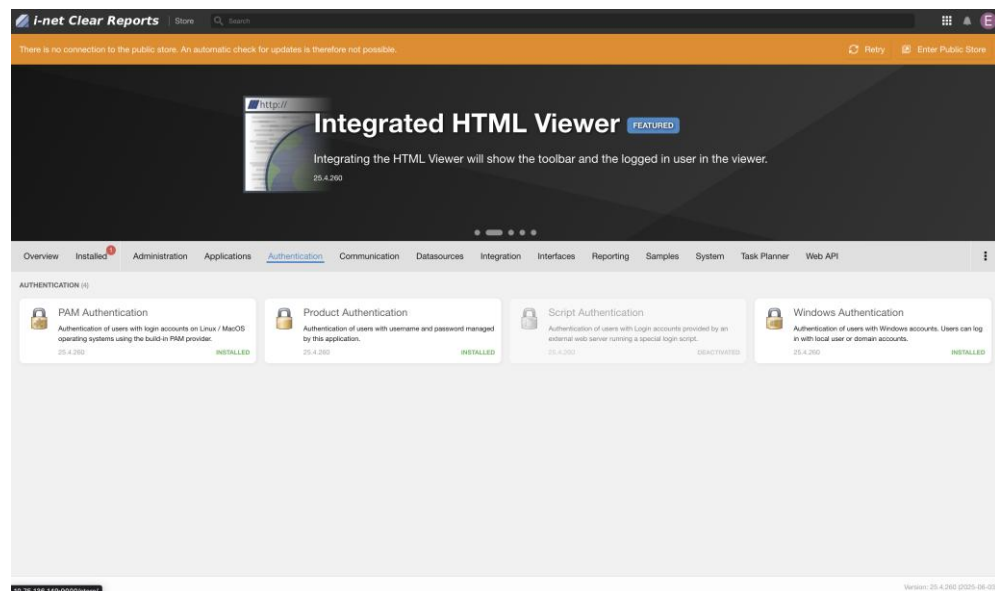 i-net Clear Reports | Store Search E
There is no connection to the public store. An automatic check for updates is therefore not possible. Retry Enter Public Store
http://
Integrated HTML Viewer FEATURED
Integrating the HTML Viewer will show the toolbar and the logged in user in the viewer.
25.4.260
Overview Installed 1 Administration Applications Authentication Communication Datasources Integration Interfaces Reporting Samples System Task Planner Web API
AUTHENTICATION (4)
PAM Authentication
Authentication of users with login accounts on Linux / MacOS
operating systems using the build-in PAM provider.
25.4.260 INSTALLED
Product Authentication
Authentication of users with username and password managed
by this application.
25.4.260 INSTALLED
Script Authentication
Authentication of users with Login accounts provided by an
external web server running a special login script.
25.4.260 DEACTIVATED
Windows Authentication
Authentication of users with Windows accounts. Users can log
in with local user or domain accounts.
25.4.260 INSTALLED
Version: 25.4.260 (2025-06-03